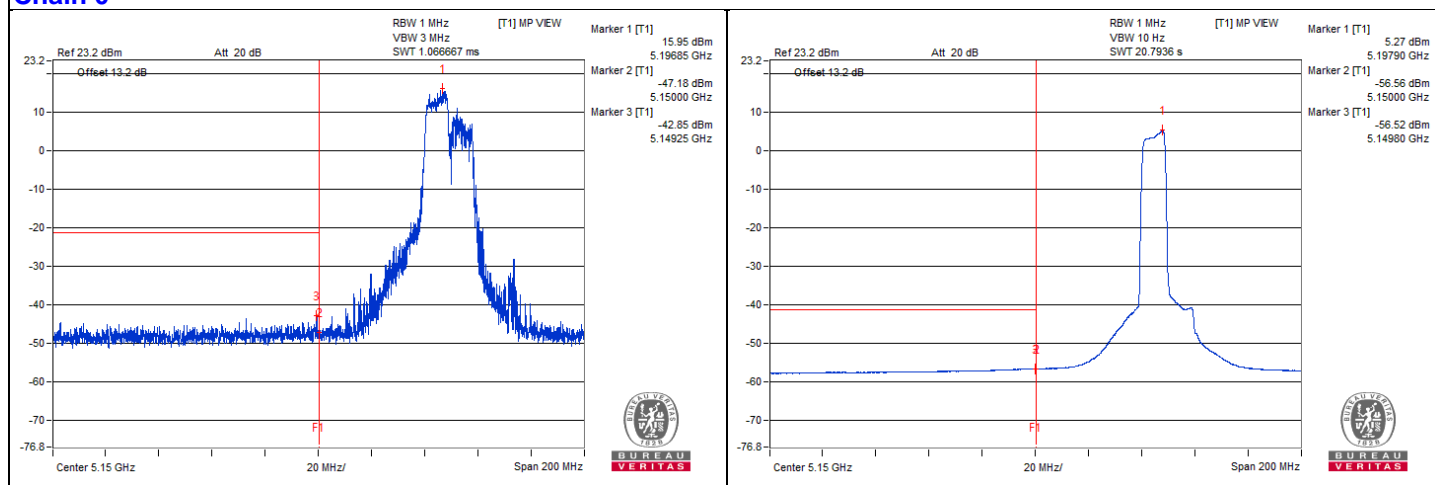 RBW 1 MHz
VBW 3 MHz
SWT 1.066667 ms
[T1] MP VIEW
Ref 23.2 dBm
Att 20 dB
Offset 13.2 dB
Marker 1 [T1]
15.95 dBm
5.19685 GHz
Marker 2 [T1]
-47.18 dBm
5.15000 GHz
Marker 3 [T1]
-42.85 dBm
5.14925 GHz
23.2
10
0
-10
-20
-30
-40
-50
-60
-70
-76.8
1
3
2
F1
Center 5.15 GHz
20 MHz/
Span 200 MHz
BUREAU VERITAS
1828
BUREAU
VERITAS
RBW 1 MHz
VBW 10 Hz
SWT 20.7936 s
[T1] MP VIEW
Ref 23.2 dBm
Att 20 dB
Offset 13.2 dB
Marker 1 [T1]
5.27 dBm
5.19790 GHz
Marker 2 [T1]
-56.56 dBm
5.15000 GHz
Marker 3 [T1]
-56.52 dBm
5.14980 GHz
23.2
10
0
-10
-20
-30
-40
-50
-60
-70
-76.8
1
2
F1
Center 5.15 GHz
20 MHz/
Span 200 MHz
BUREAU VERITAS
1828
BUREAU
VERITAS